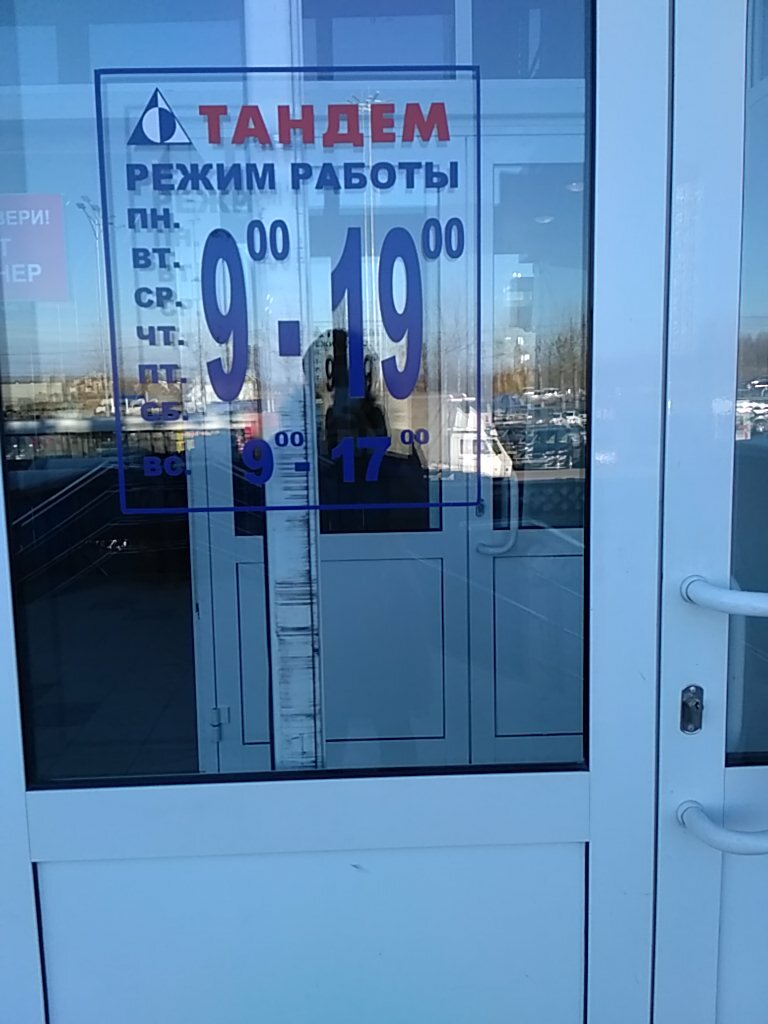 ТАНДЕМ
РЕЖИМ РАБОТЫ
ПН.
ВТ.
СР.
ЧТ.
ПТ.
СБ.
9⁰⁰ - 19⁰⁰
ВС. 9⁰⁰ - 17⁰⁰